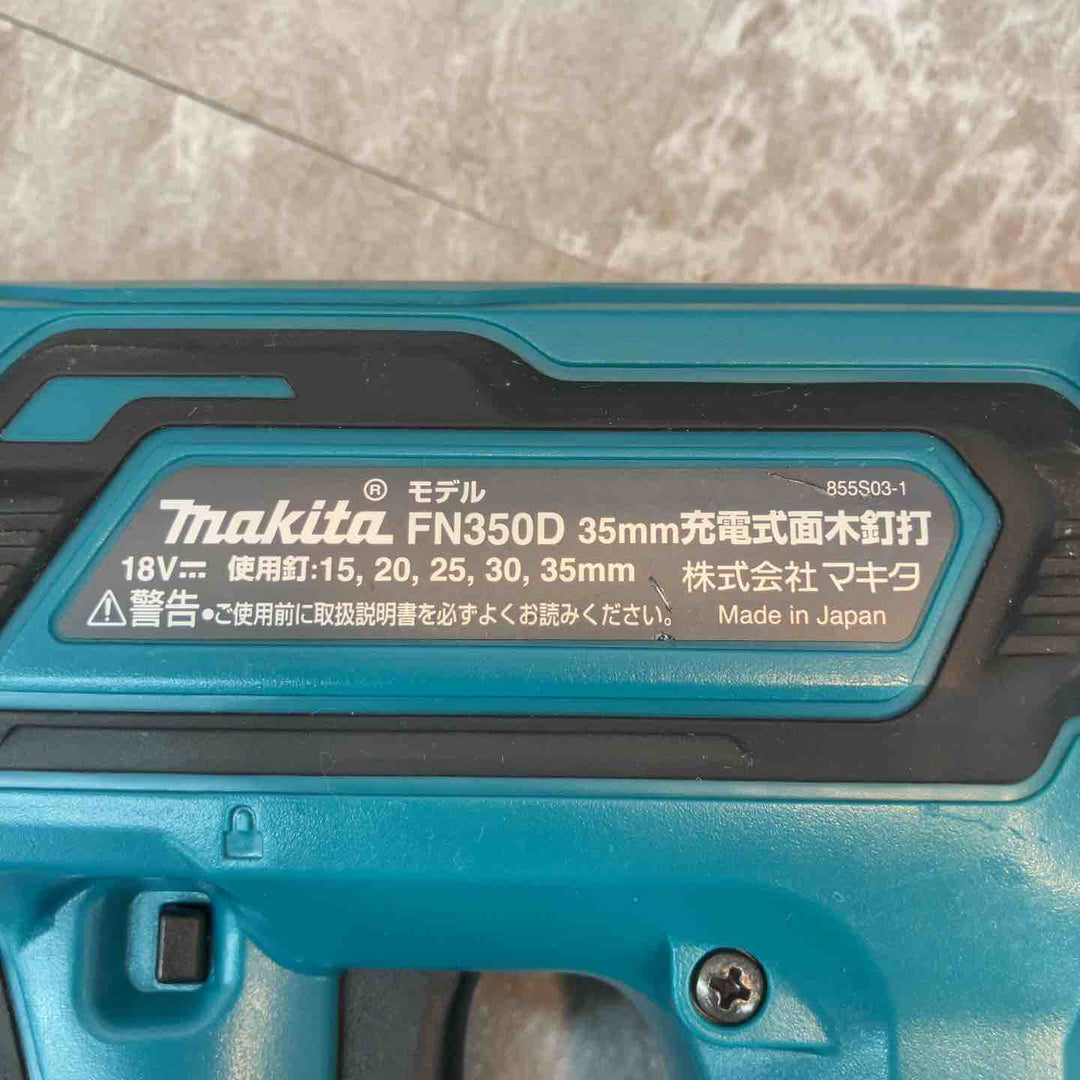 モデル 855S03-1
makita® FN350D 35mm充電式面木釘打
18V⎓ 使用釘:15, 20, 25, 30, 35mm 株式会社 マキタ
⚠警告●ご使用前に取扱説明書を必ずよくお読みください。 Made in Japan